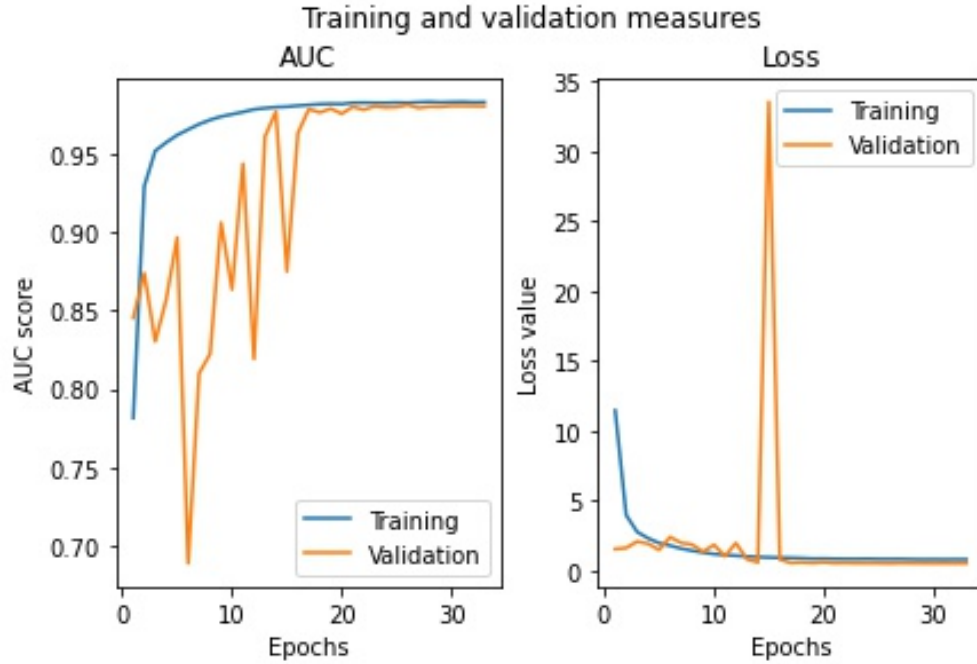 Training and validation measures
AUC
0.95
0.90
0.85
0.80
0.75
0.70
AUC score
0 10 20 30
Epochs
Training
Validation
Loss
35
30
25
20
15
10
5
0
Loss value
0 10 20 30
Epochs
Training
Validation